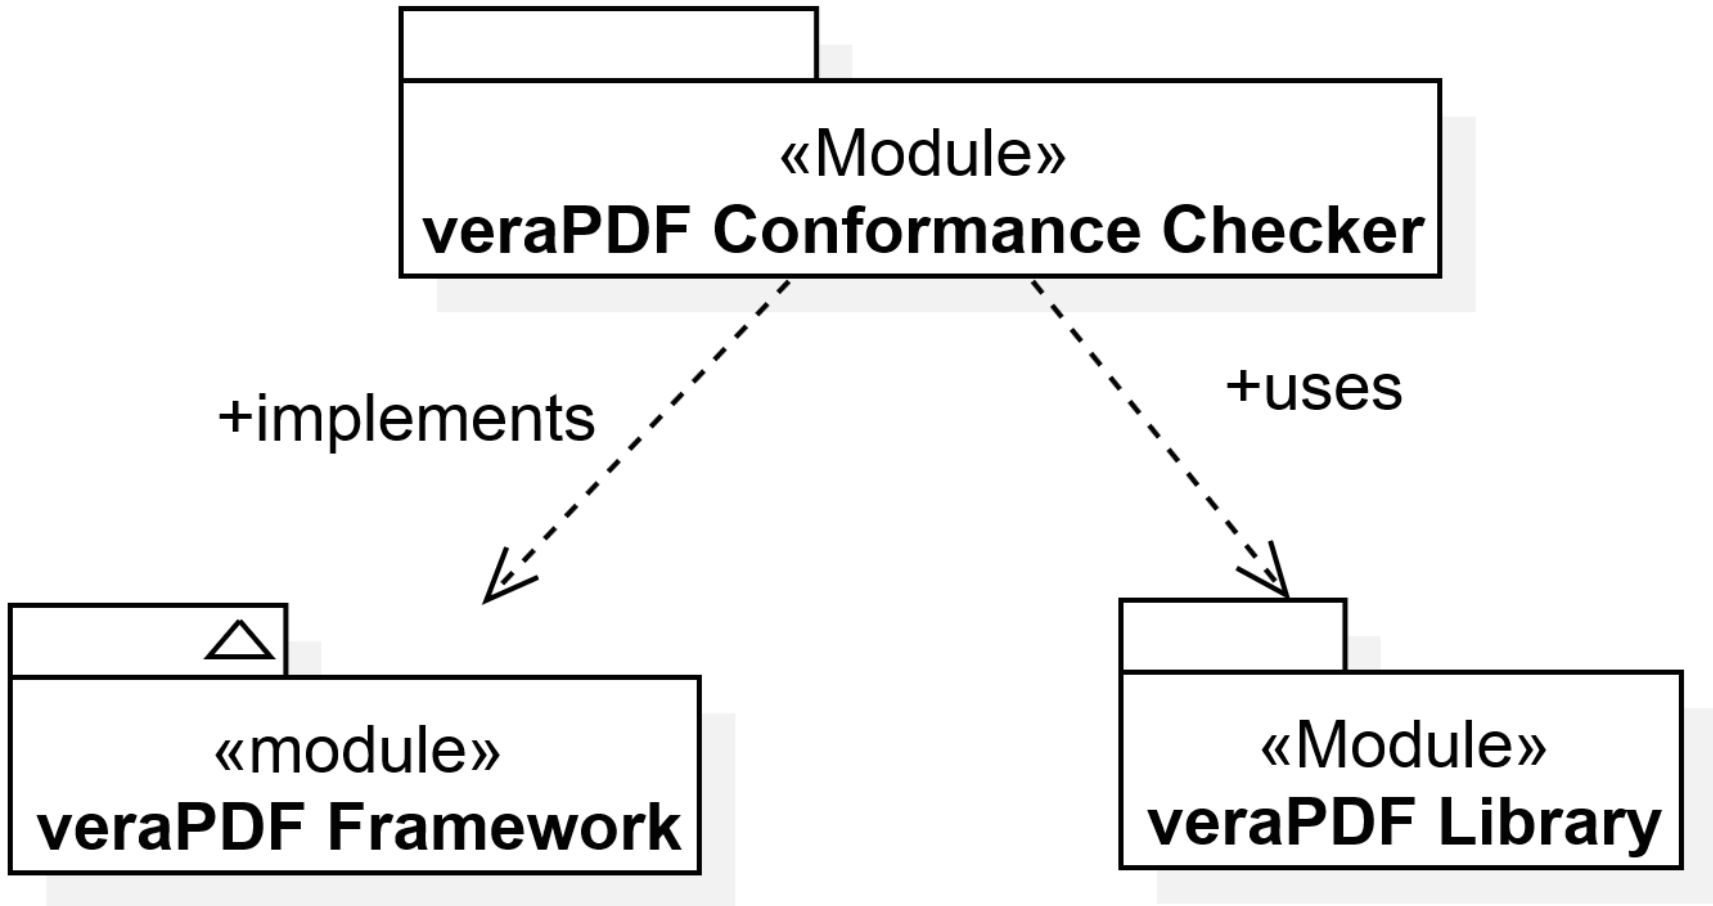 «Module»
veraPDF Conformance Checker
+implements
+uses
«module»
veraPDF Framework
«Module»
veraPDF Library